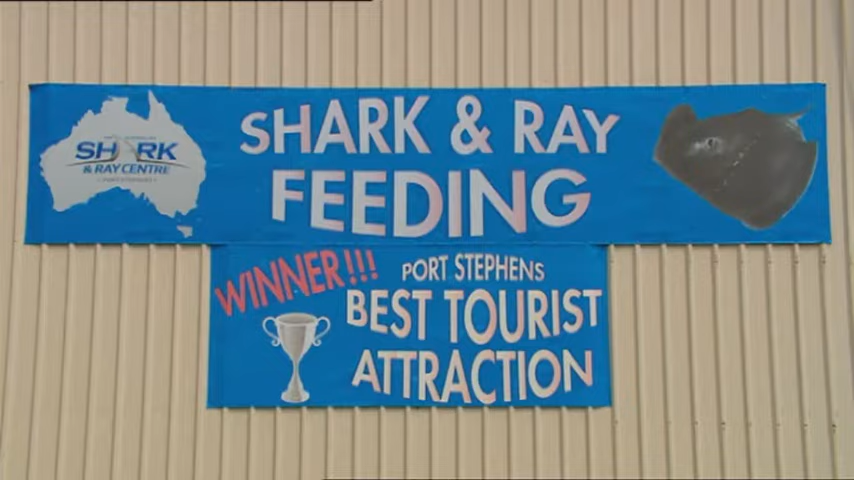 SHARK
& RAY CENTRE
SHARK & RAY
FEEDING
WINNER!!!
PORT STEPHENS
BEST TOURIST
ATTRACTION